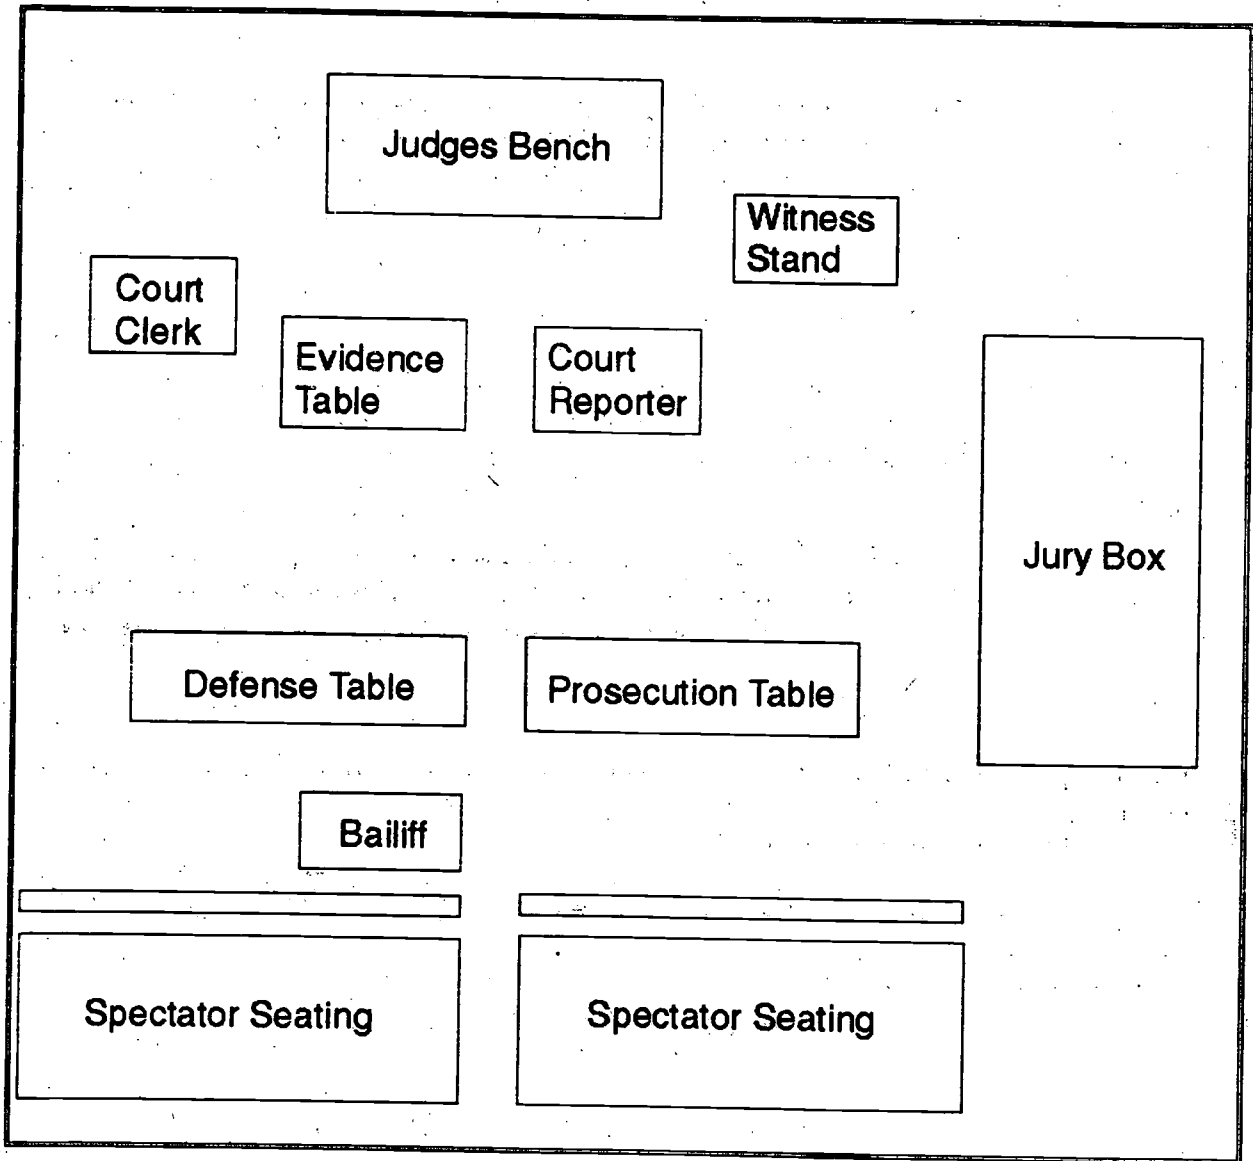 Judges Bench
Witness
Stand
Court
Clerk
Evidence
Table
Court
Reporter
Jury Box
Defense Table
Prosecution Table
Bailiff
Spectator Seating
Spectator Seating